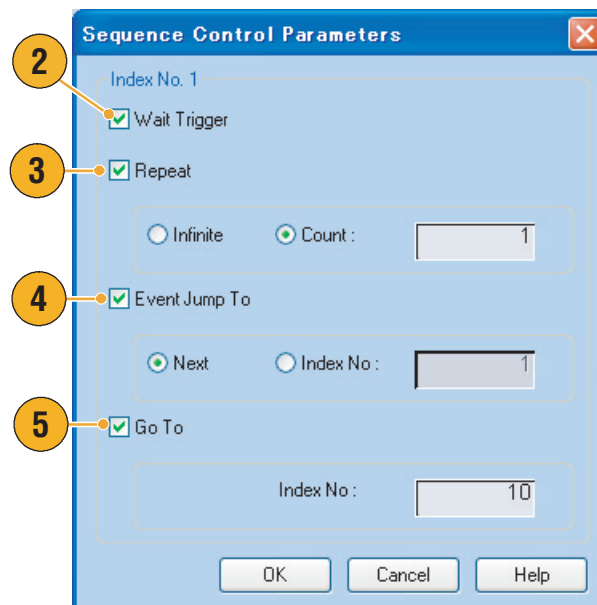 Sequence Control Parameters
Index No. 1
2
Wait Trigger
3
Repeat
Infinite Count : 1
4
Event Jump To
Next Index No : 1
5
Go To
Index No : 10
OK Cancel Help